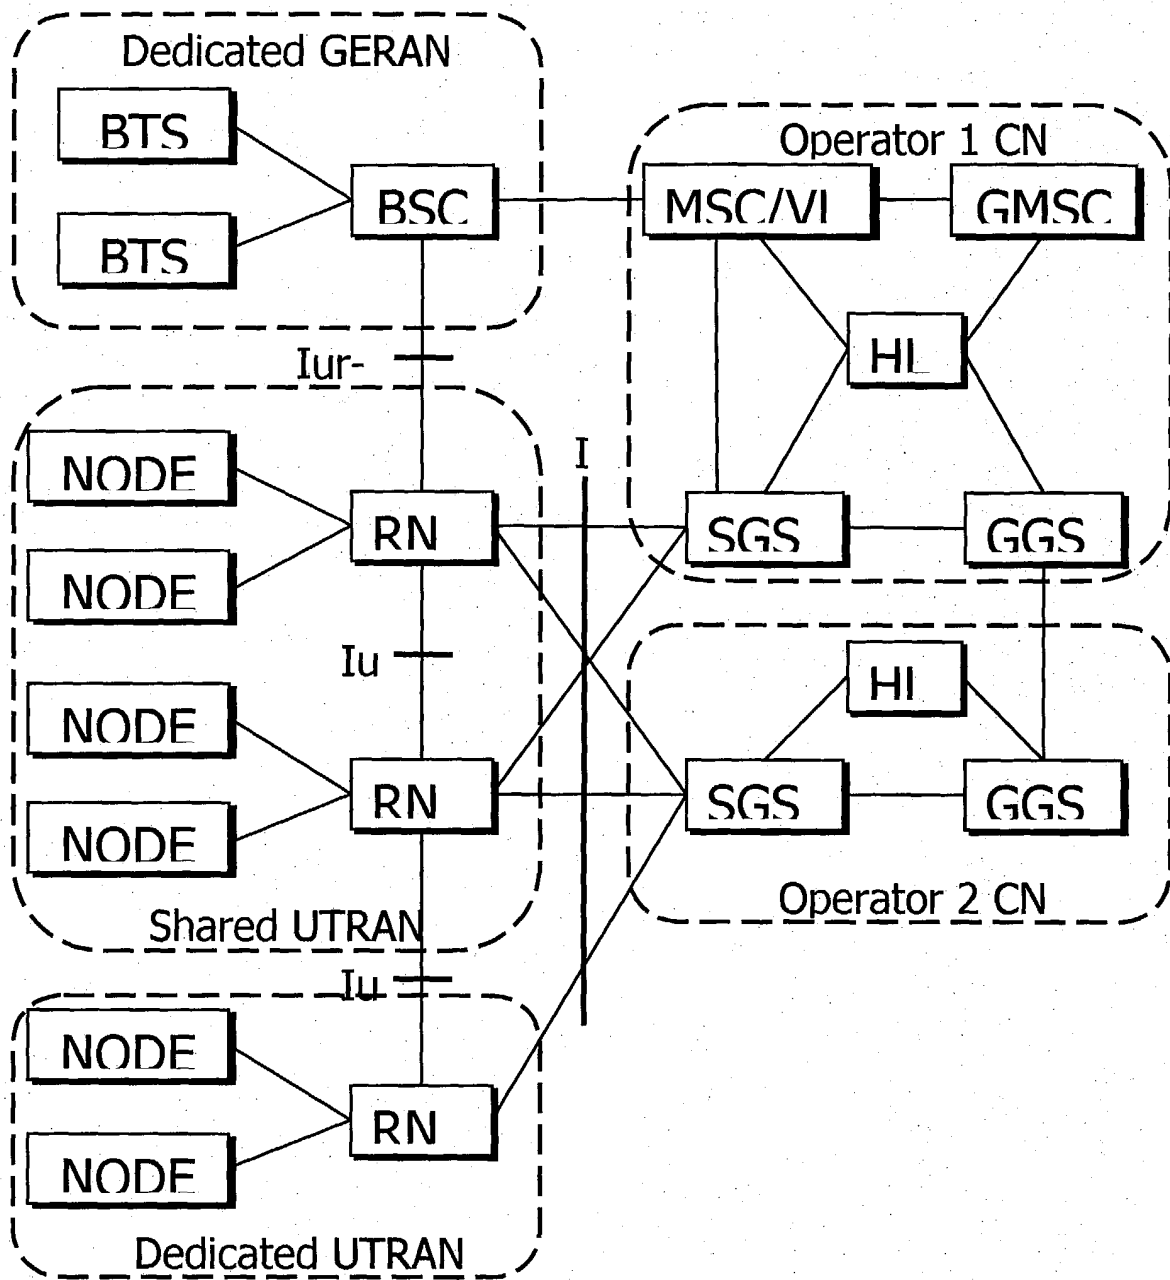 Dedicated GERAN
BTS
BSC
BTS
Operator 1 CN
MSC/VI
GMSC
HL
Iur-
NODE
RN
NODE
I
SGS
GGS
Iu
NODE
RN
NODE
Shared UTRAN
HI
SGS
GGS
Operator 2 CN
Iu
NODE
RN
NODE
Dedicated UTRAN